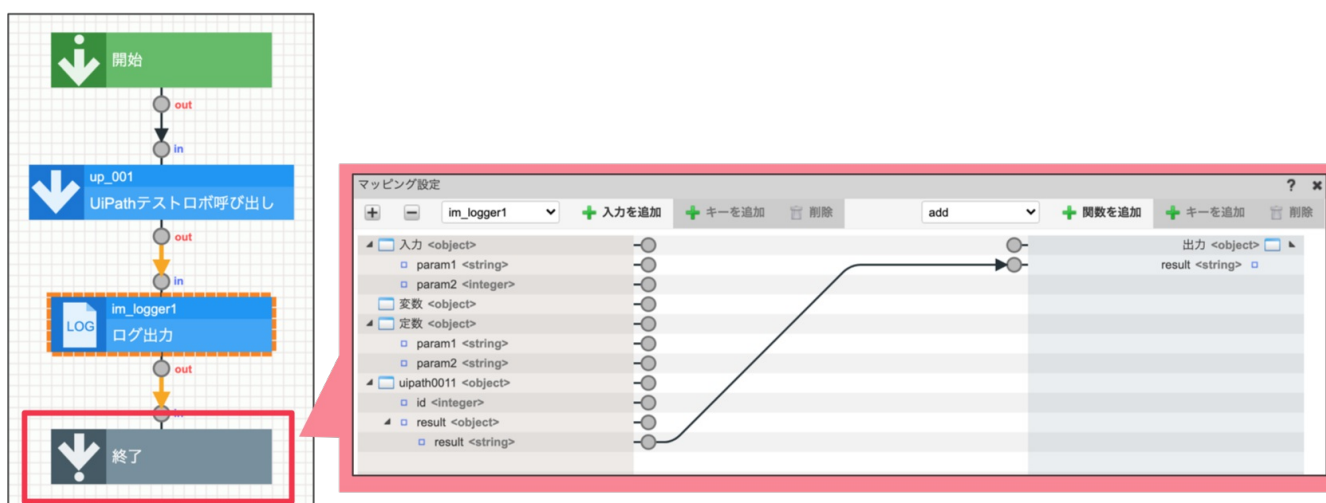 開始
out
in
up_001
UiPathテストロボ呼び出し
out
in
im_logger1
LOG
ログ出力
out
in
終了
マッピング設定
? ×
im_logger1 入力を追加 キーを追加 削除 add 関数を追加 キーを追加 削除
入力 <object> 出力 <object>
param1 <string> result <string>
param2 <integer>
変数 <object>
定数 <object>
param1 <string>
param2 <string>
uipath0011 <object>
id <integer>
result <object>
result <string>